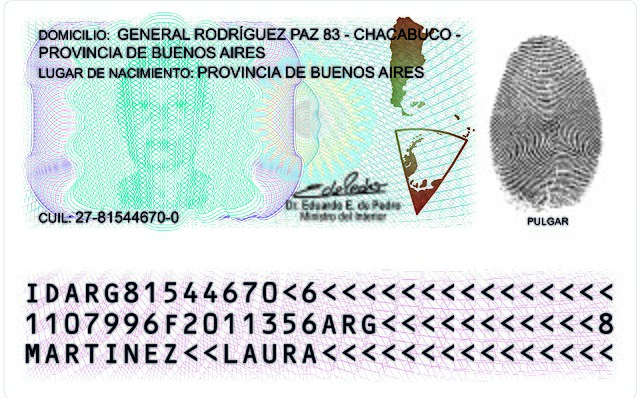 DOMICILIO: GENERAL RODRÍGUEZ PAZ 83 - CHACABUCO -
PROVINCIA DE BUENOS AIRES
LUGAR DE NACIMIENTO: PROVINCIA DE BUENOS AIRES
Dr. Eduardo E. de Pedro
Ministro del Interior
CUIL: 27-81544670-0
PULGAR
IDARG81544670<6<<<<<<<<<<<<<<<
1107996F2011356ARG<<<<<<<<<<<8
MARTINEZ<<LAURA<<<<<<<<<<<<<<<